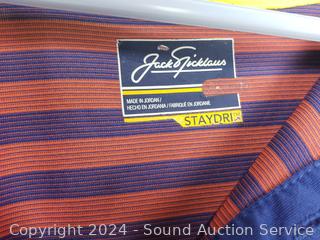 Jack Nicklaus
MADE IN JORDAN /
HECHO EN JORDANIA / FABRIQUÉ EN JORDANIE
STAYDRI
Copyright © 2024 - Sound Auction Service